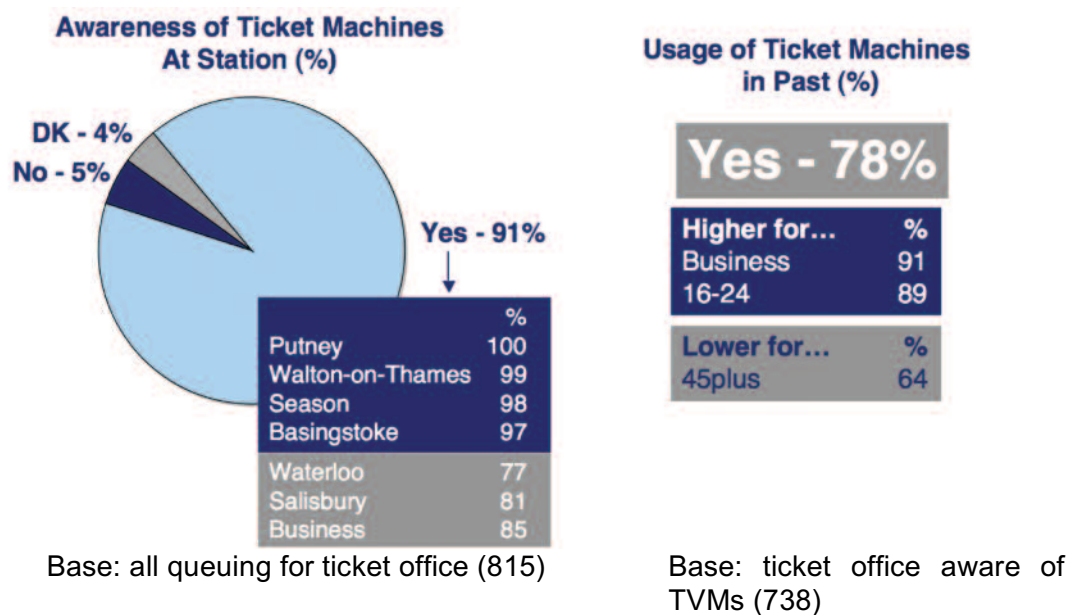 Awareness of Ticket Machines
At Station (%)
DK - 4%
No - 5%
Yes - 91%
%
Putney 100
Walton-on-Thames 99
Season 98
Basingstoke 97
Waterloo 77
Salisbury 81
Business 85
Base: all queuing for ticket office (815)
Usage of Ticket Machines
in Past (%)
Yes - 78%
Higher for... %
Business 91
16-24 89
Lower for... %
45plus 64
Base: ticket office aware of
TVMs (738)